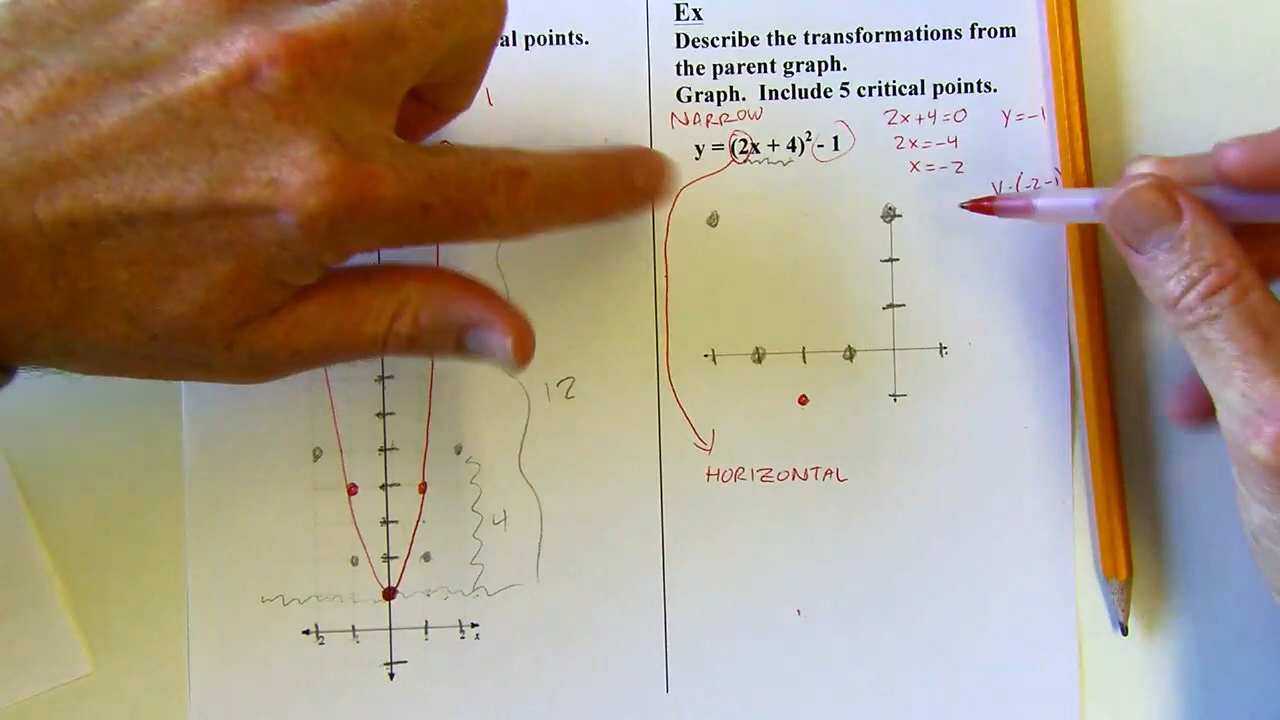 al points.
1
12
4
2
1
1
2
x
Ex
Describe the transformations from
the parent graph.
Graph. Include 5 critical points.
NARROW
y = (2x + 4)² - 1
2x+4=0
2x=-4
x=-2
y=-1
HORIZONTAL